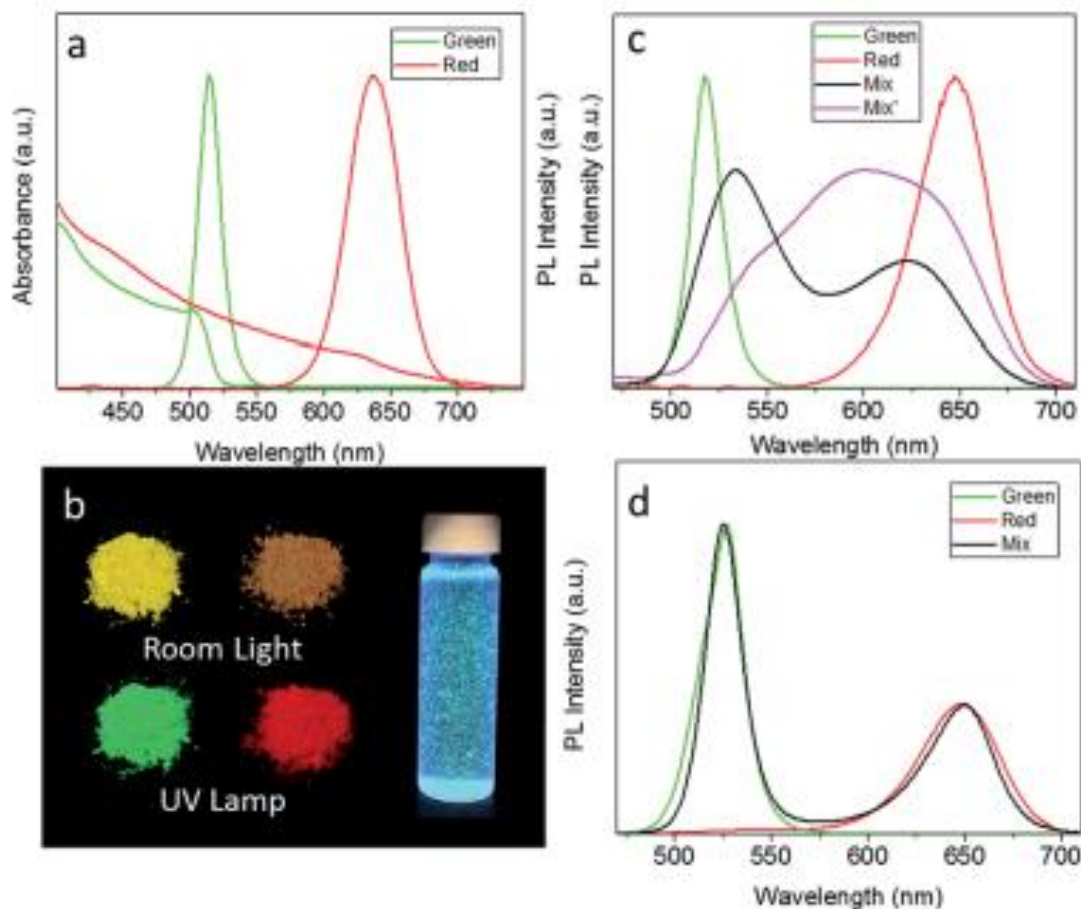 a
Green
Red
Absorbance (a.u.)
PL Intensity (a.u.)
450 500 550 600 650 700
Wavelength (nm)
c
Green
Red
Mix
Mix'
PL Intensity (a.u.)
500 550 600 650 700
Wavelength (nm)
b
Room Light
UV Lamp
d
Green
Red
Mix
PL Intensity (a.u.)
500 550 600 650 700
Wavelength (nm)